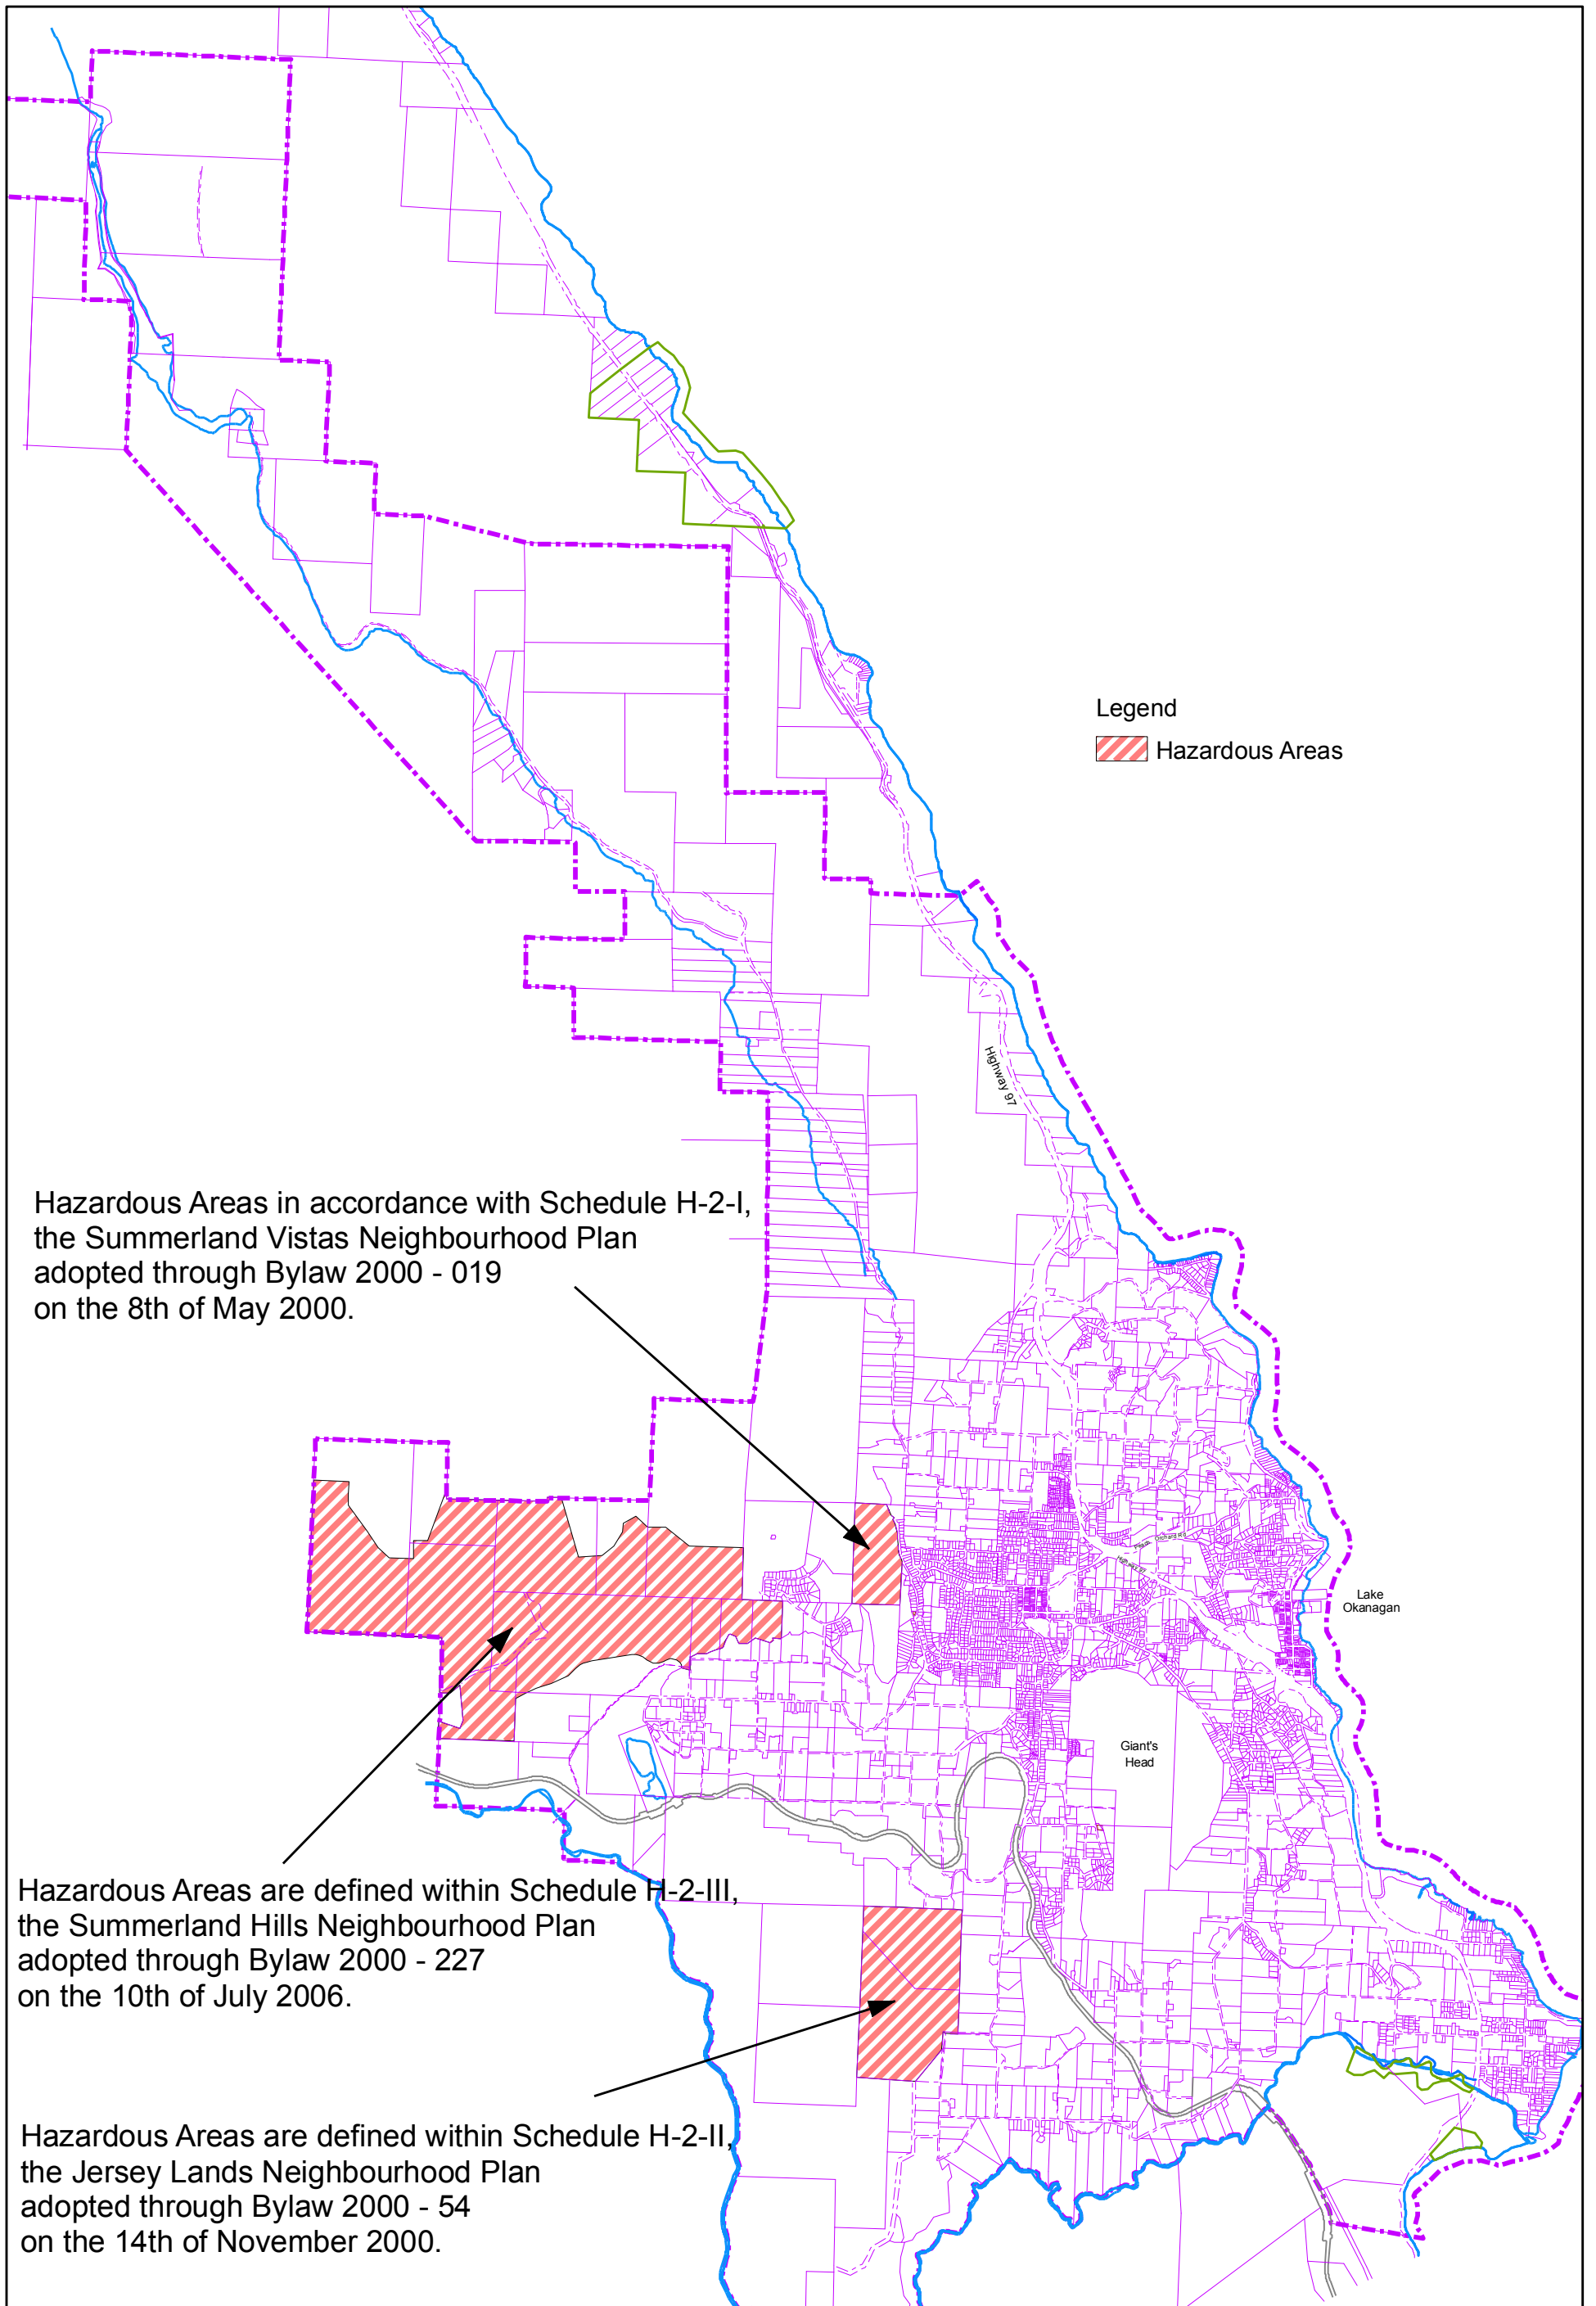 Legend
Hazardous Areas
Highway 97
Hazardous Areas in accordance with Schedule H-2-I,
the Summerland Vistas Neighbourhood Plan
adopted through Bylaw 2000 - 019
on the 8th of May 2000.
Highway 97
Lake
Okanagan
Giant's
Head
Hazardous Areas are defined within Schedule H-2-III,
the Summerland Hills Neighbourhood Plan
adopted through Bylaw 2000 - 227
on the 10th of July 2006.
Hazardous Areas are defined within Schedule H-2-II,
the Jersey Lands Neighbourhood Plan
adopted through Bylaw 2000 - 54
on the 14th of November 2000.